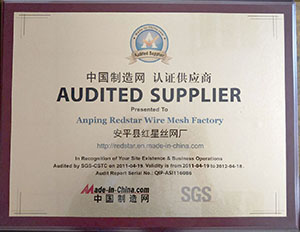 Audited Supplier
中国制造网 认证供应商
AUDITED SUPPLIER
Presented To
Anping Redstar Wire Mesh Factory
安平县红星丝网厂
http://redstar.en.made-in-china.com
In Recognition of Your Site Existence & Business Operations
Audited by SGS-CSTC on 2011-04-19. Valid from 2011-04-19 to 2012-04-18.
Audit Report Serial No.: QIP-ASI116066
Made-in-China.com
中国制造网
SGS